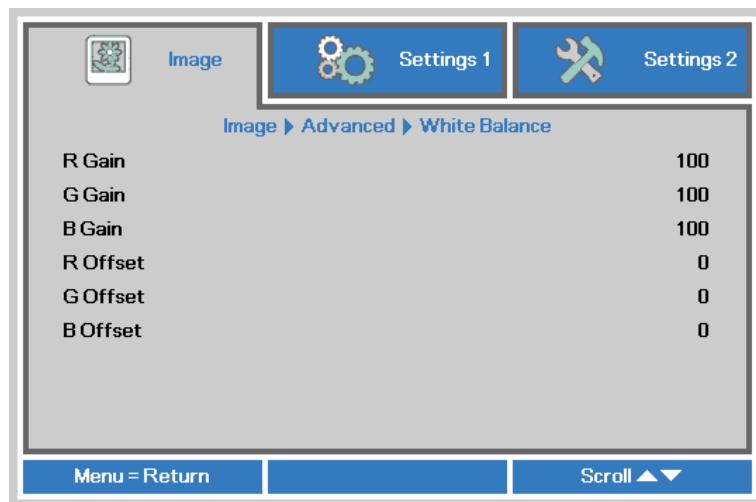 Image Settings 1 Settings 2
Image Advanced White Balance
R Gain 100
G Gain 100
B Gain 100
R Offset 0
G Offset 0
B Offset 0
Menu = Return Scroll